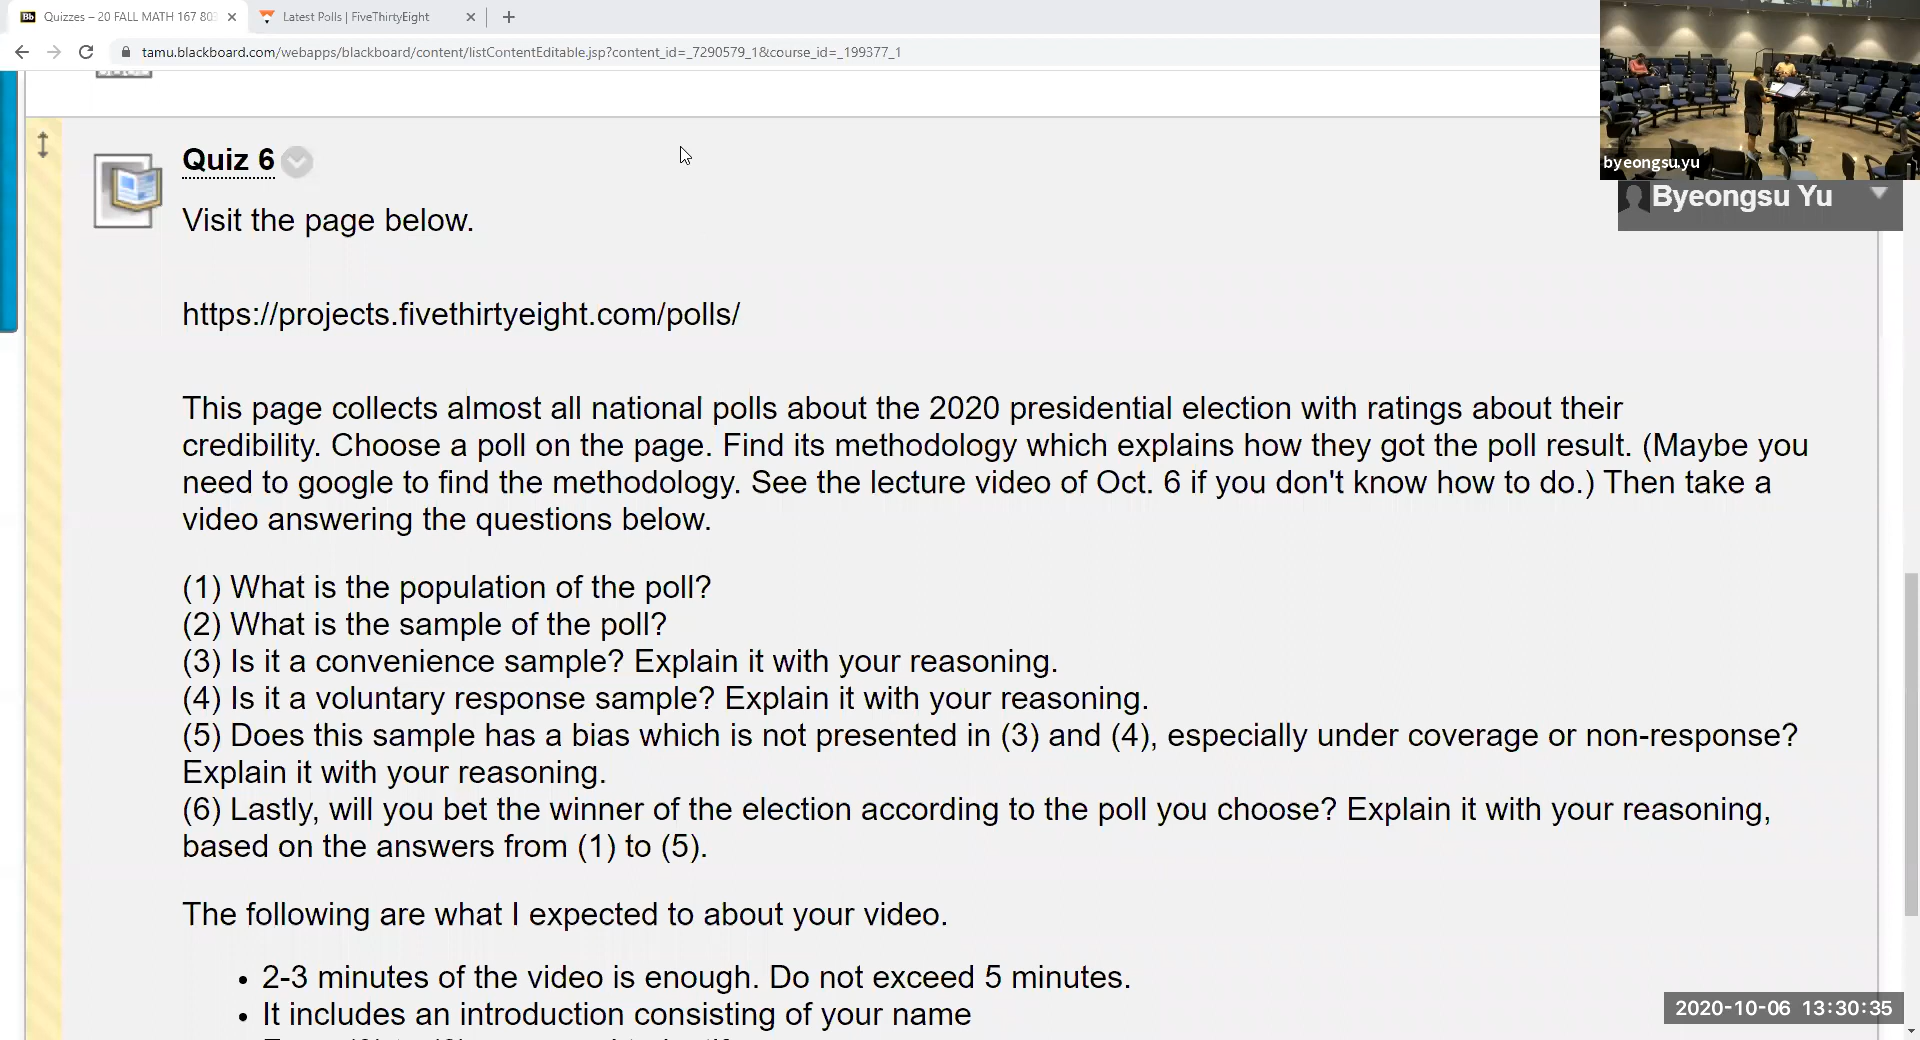 Quizzes – 20 FALL MATH 167 803
Latest Polls | FiveThirtyEight
tamu.blackboard.com/webapps/blackboard/content/listContentEditable.jsp?content_id=_7290579_1&course_id=_199377_1
byeongsu.yu
Byeongsu Yu
Quiz 6
Visit the page below.
https://projects.fivethirtyeight.com/polls/
This page collects almost all national polls about the 2020 presidential election with ratings about their
credibility. Choose a poll on the page. Find its methodology which explains how they got the poll result. (Maybe you
need to google to find the methodology. See the lecture video of Oct. 6 if you don't know how to do.) Then take a
video answering the questions below.
(1) What is the population of the poll?
(2) What is the sample of the poll?
(3) Is it a convenience sample? Explain it with your reasoning.
(4) Is it a voluntary response sample? Explain it with your reasoning.
(5) Does this sample has a bias which is not presented in (3) and (4), especially under coverage or non-response?
Explain it with your reasoning.
(6) Lastly, will you bet the winner of the election according to the poll you choose? Explain it with your reasoning,
based on the answers from (1) to (5).
The following are what I expected to about your video.
• 2-3 minutes of the video is enough. Do not exceed 5 minutes.
• It includes an introduction consisting of your name
2020-10-06 13:30:35